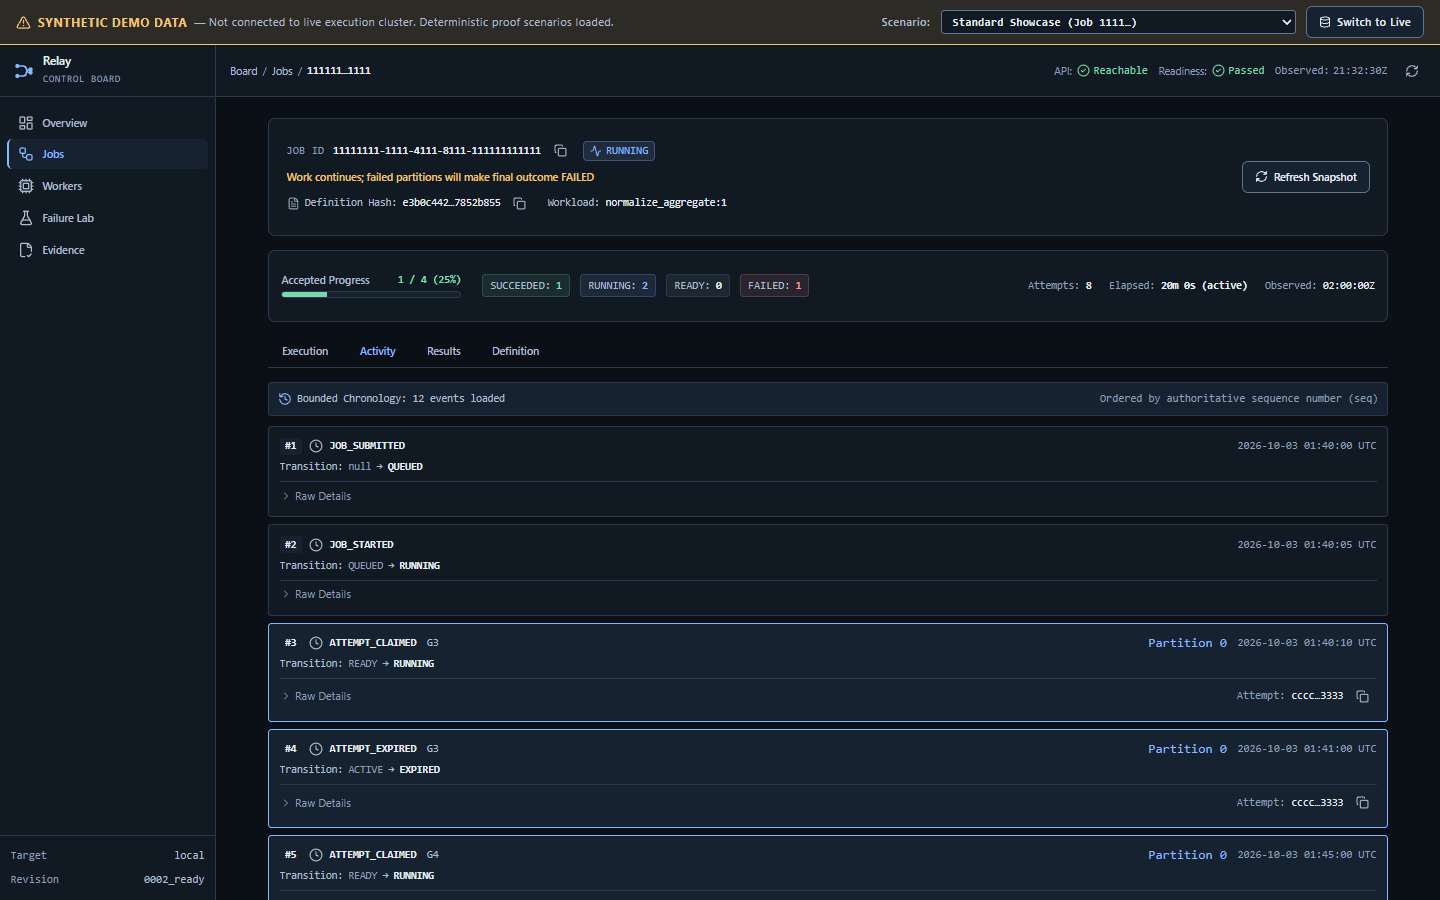 SYNTHETIC DEMO DATA — Not connected to live execution cluster. Deterministic proof scenarios loaded.
Scenario: Standard Showcase (Job 1111…) Switch to Live
Relay
CONTROL BOARD
Board / Jobs / 111111…1111
API: Reachable Readiness: Passed Observed: 21:32:30Z
Overview
Jobs
Workers
Failure Lab
Evidence
JOB ID 11111111-1111-4111-8111-111111111111 RUNNING
Work continues; failed partitions will make final outcome FAILED
Definition Hash: e3b0c442…7852b855 Workload: normalize_aggregate:1
Refresh Snapshot
Accepted Progress 1 / 4 (25%)
SUCCEEDED: 1 RUNNING: 2 READY: 0 FAILED: 1
Attempts: 8 Elapsed: 20m 0s (active) Observed: 02:00:00Z
Execution Activity Results Definition
Bounded Chronology: 12 events loaded
Ordered by authoritative sequence number (seq)
#1 JOB_SUBMITTED 2026-10-03 01:40:00 UTC
Transition: null → QUEUED
Raw Details
#2 JOB_STARTED 2026-10-03 01:40:05 UTC
Transition: QUEUED → RUNNING
Raw Details
#3 ATTEMPT_CLAIMED G3 Partition 0 2026-10-03 01:40:10 UTC
Transition: READY → RUNNING
Raw Details Attempt: cccc…3333
#4 ATTEMPT_EXPIRED G3 Partition 0 2026-10-03 01:41:00 UTC
Transition: ACTIVE → EXPIRED
Raw Details Attempt: cccc…3333
#5 ATTEMPT_CLAIMED G4 Partition 0 2026-10-03 01:45:00 UTC
Transition: READY → RUNNING
Target local
Revision 0002_ready